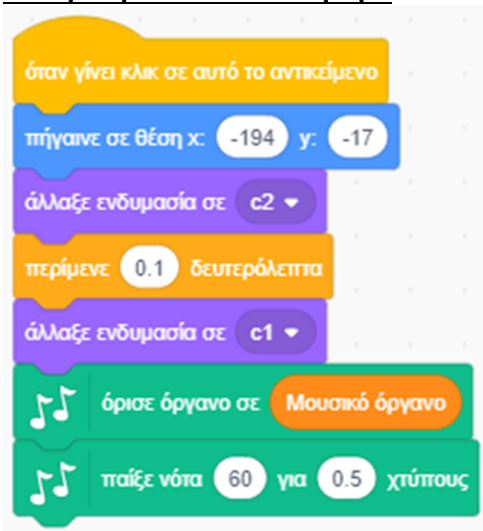 όταν γίνει κλικ σε αυτό το αντικείμενο
πήγαινε σε θέση x: -194 y: -17
άλλαξε ενδυμασία σε c2
περίμενε 0.1 δευτερόλεπτα
άλλαξε ενδυμασία σε c1
όρισε όργανο σε Μουσικό όργανο
παίξε νότα 60 για 0.5 χτύπους